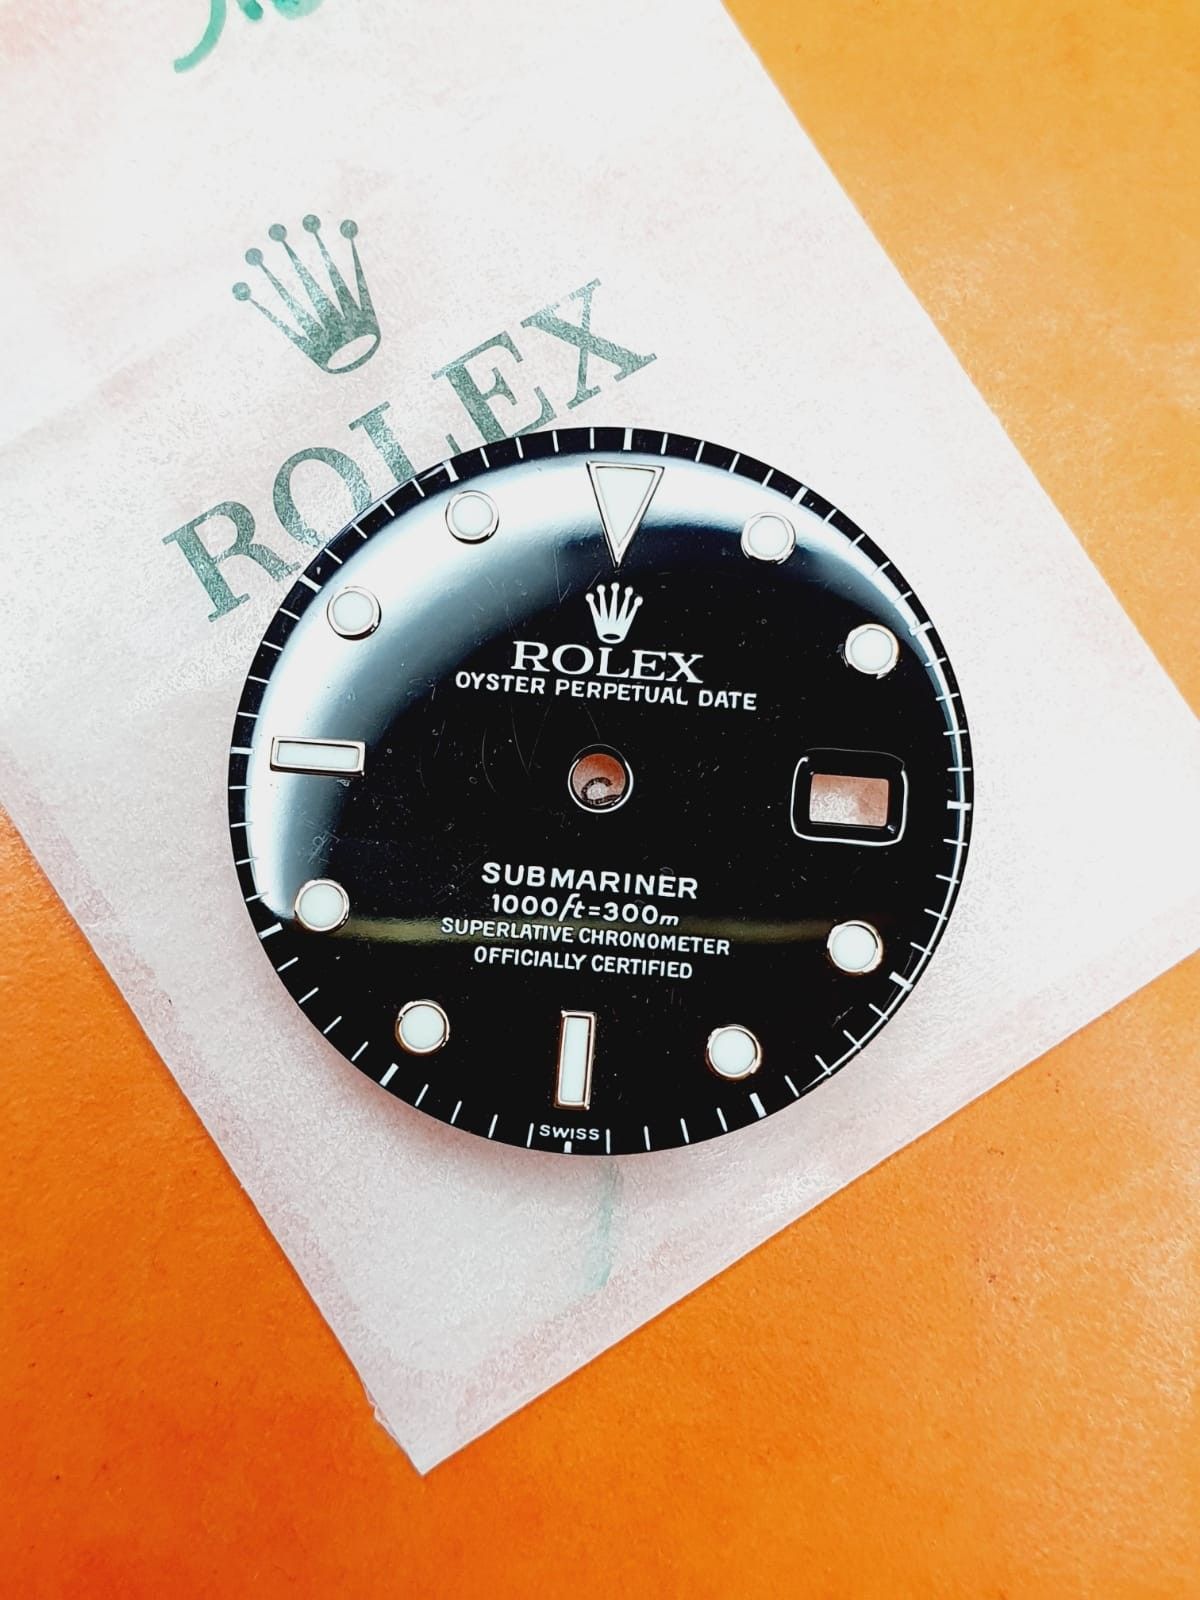 ROLEX
ROLEX
OYSTER PERPETUAL DATE
SUBMARINER
1000ft=300m
SUPERLATIVE CHRONOMETER
OFFICIALLY CERTIFIED
SWISS